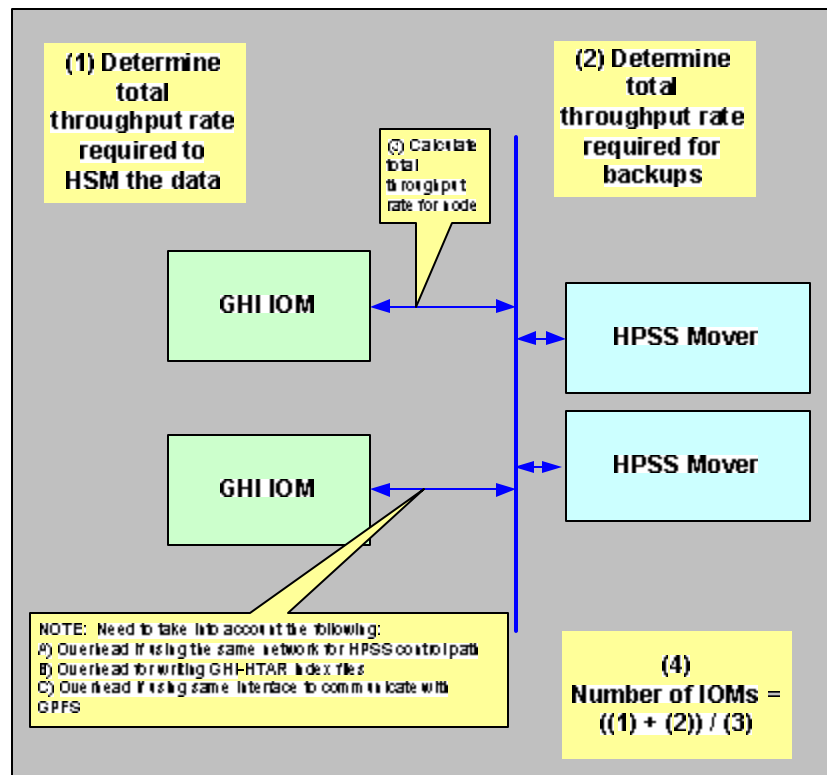 (1) Determine
total
throughput rate
required to
HSM the data
(2) Determine
total
throughput rate
required for
backups
(3) Calculate
total
throughput
rate for node
GHI IOM
HPSS Mover
GHI IOM
HPSS Mover
NOTE: Need to take into account the following:
A) Overhead if using the same network for HPSS control path
B) Overhead for writing GHI-HTAR index files
C) Overhead if using same interface to communicate with
GPFS
(4)
Number of IOMs =
((1) + (2)) / (3)